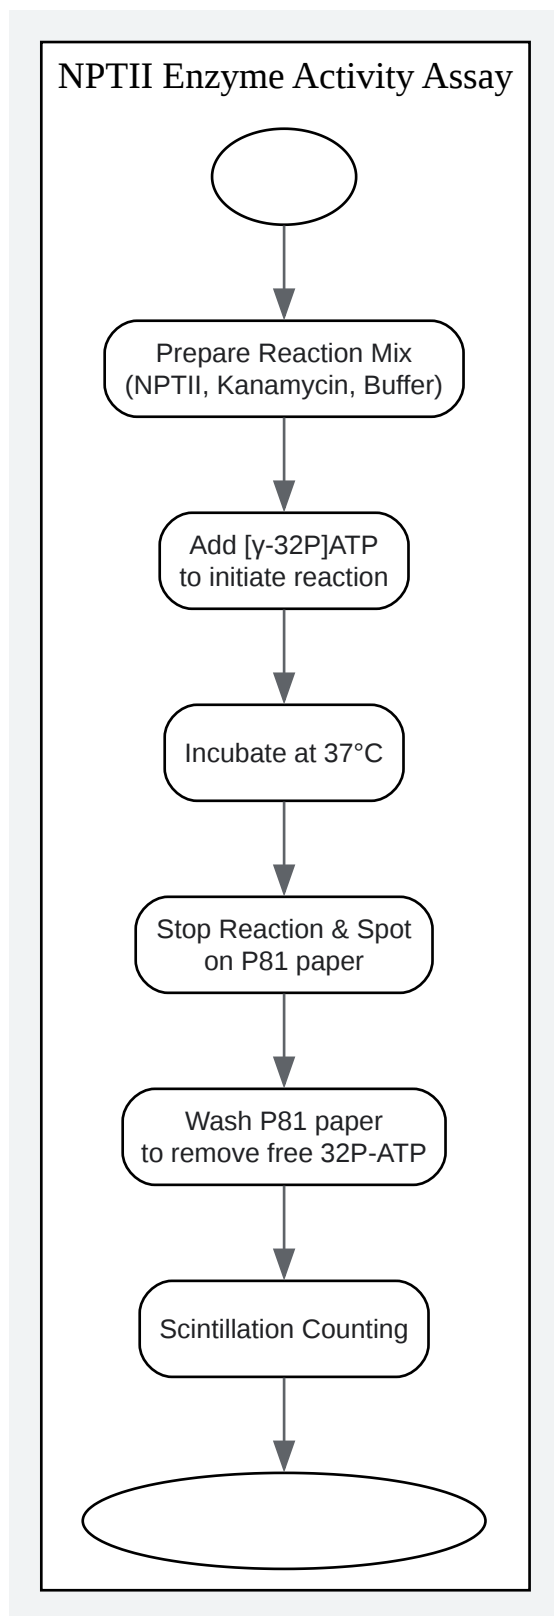 NPTII Enzyme Activity Assay
Prepare Reaction Mix
(NPTII, Kanamycin, Buffer)
Add [γ-32P]ATP
to initiate reaction
Incubate at 37°C
Stop Reaction & Spot
on P81 paper
Wash P81 paper
to remove free 32P-ATP
Scintillation Counting